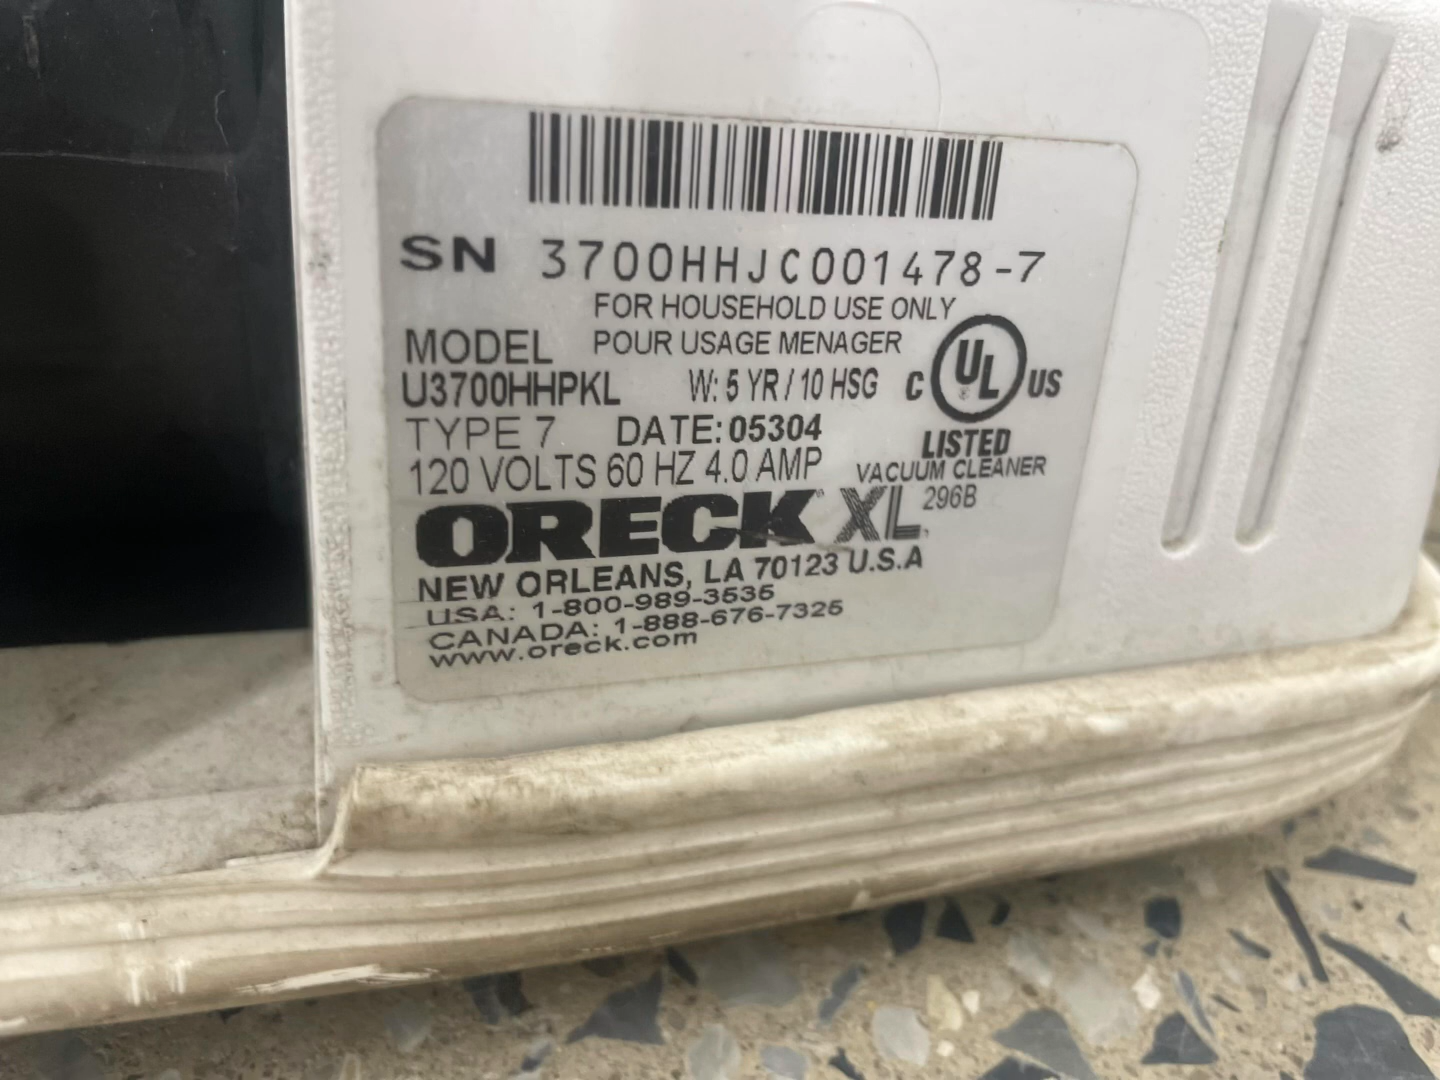 SN 3700HHJC001478-7
FOR HOUSEHOLD USE ONLY
MODEL POUR USAGE MENAGER
U3700HHPKL W: 5 YR / 10 HSG
C UL US
TYPE 7 DATE: 05304
LISTED
120 VOLTS 60 HZ 4.0 AMP VACUUM CLEANER
296B
ORECK XL
NEW ORLEANS, LA 70123 U.S.A
USA: 1-800-989-3535
CANADA: 1-888-676-7325
www.oreck.com